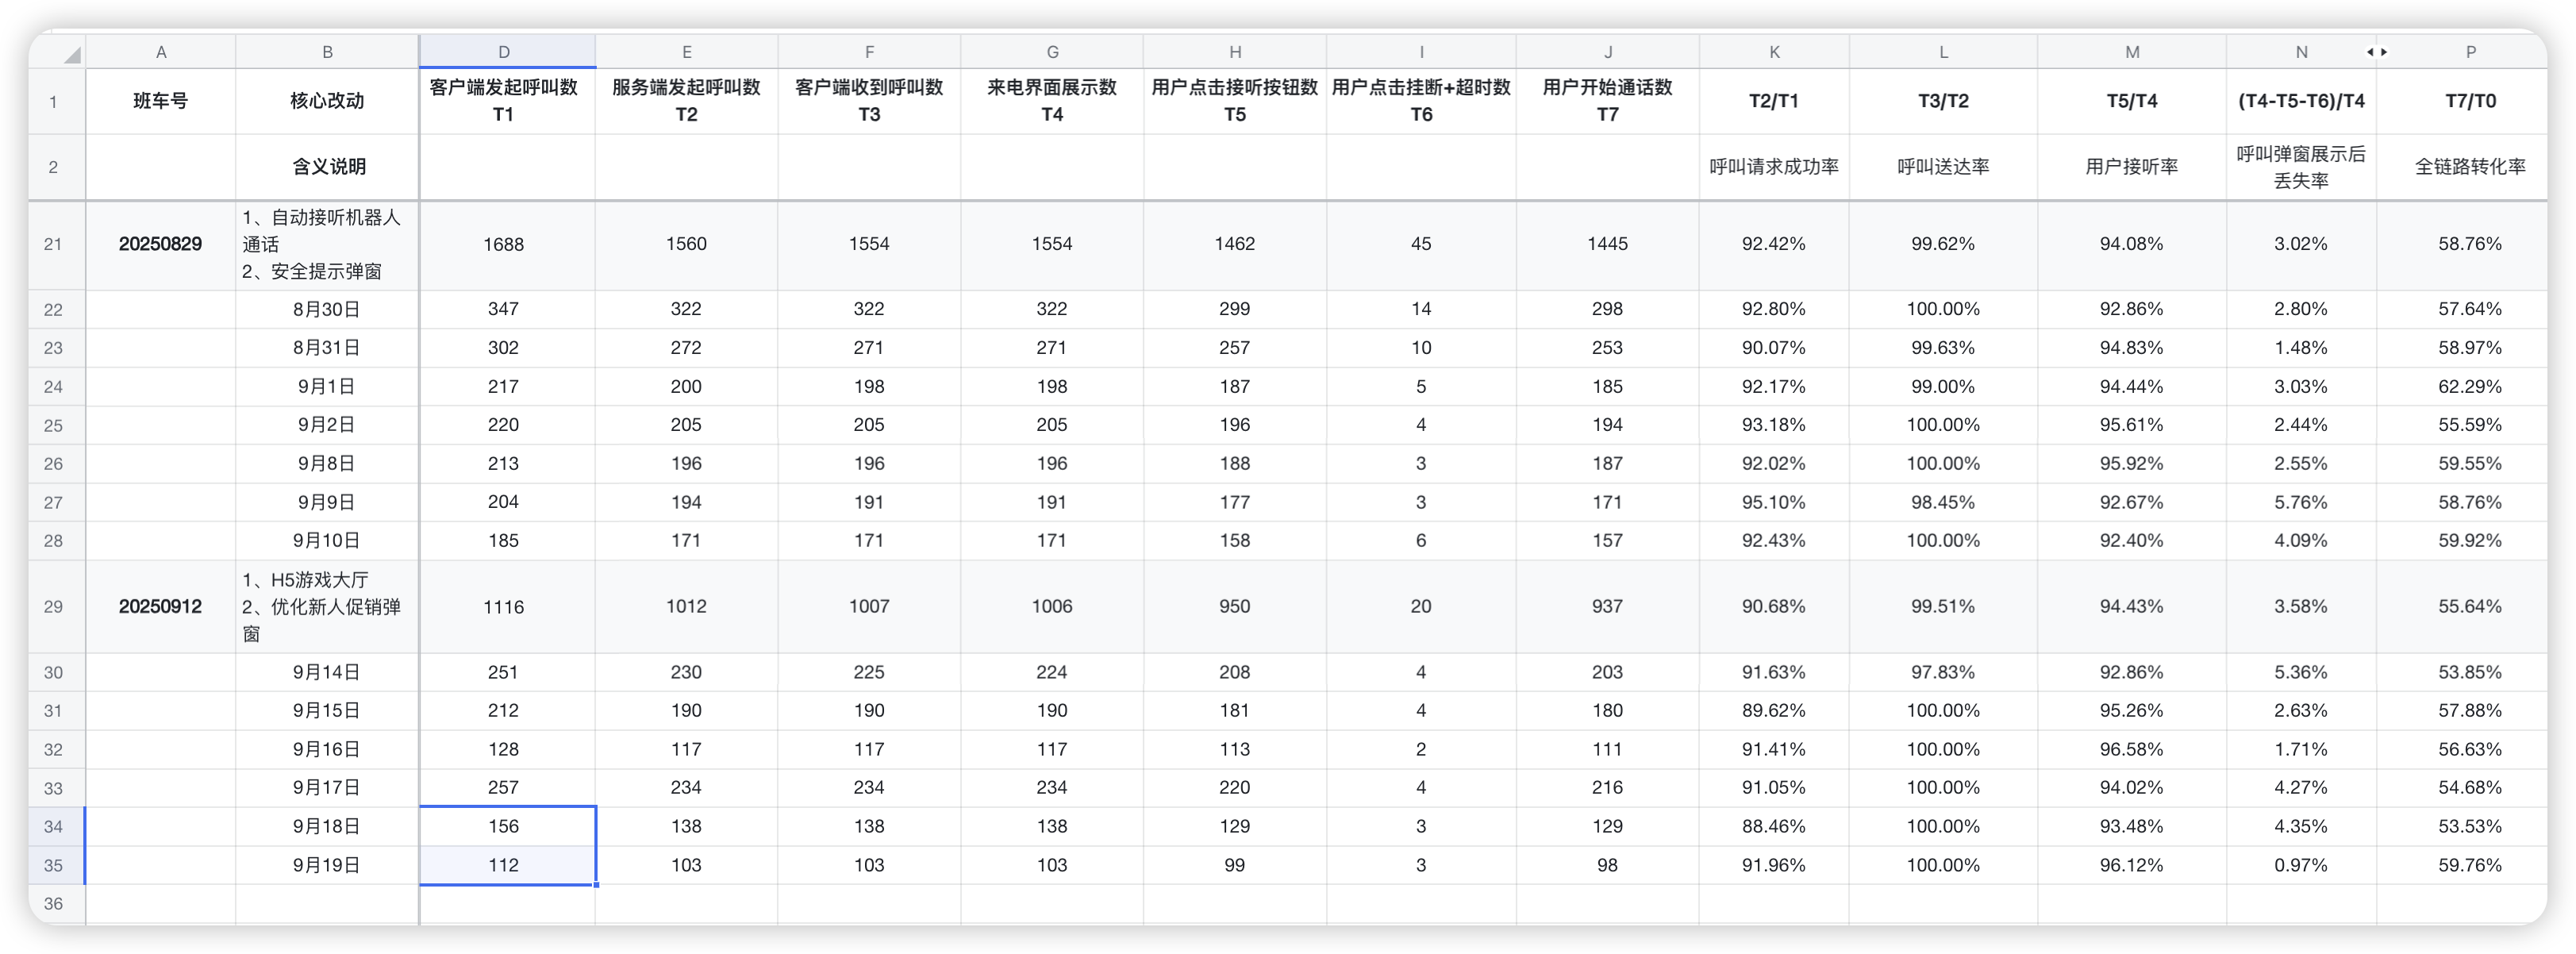 A B D E F G H I J K L M N P
1 班车号 核心改动 客户端发起呼叫数 服务端发起呼叫数 客户端收到呼叫数 来电界面展示数 用户点击接听按钮数 用户点击挂断+超时数 用户开始通话数 T2/T1 T3/T2 T5/T4 (T4-T5-T6)/T4 T7/T0
T1 T2 T3 T4 T5 T6 T7
2 含义说明 呼叫请求成功率 呼叫送达率 用户接听率 呼叫弹窗展示后 全链路转化率
丢失率
1、自动接听机器人
21 20250829 通话 1688 1560 1554 1554 1462 45 1445 92.42% 99.62% 94.08% 3.02% 58.76%
2、安全提示弹窗
22 8月30日 347 322 322 322 299 14 298 92.80% 100.00% 92.86% 2.80% 57.64%
23 8月31日 302 272 271 271 257 10 253 90.07% 99.63% 94.83% 1.48% 58.97%
24 9月1日 217 200 198 198 187 5 185 92.17% 99.00% 94.44% 3.03% 62.29%
25 9月2日 220 205 205 205 196 4 194 93.18% 100.00% 95.61% 2.44% 55.59%
26 9月8日 213 196 196 196 188 3 187 92.02% 100.00% 95.92% 2.55% 59.55%
27 9月9日 204 194 191 191 177 3 171 95.10% 98.45% 92.67% 5.76% 58.76%
28 9月10日 185 171 171 171 158 6 157 92.43% 100.00% 92.40% 4.09% 59.92%
1、H5游戏大厅
29 20250912 2、优化新人促销弹 1116 1012 1007 1006 950 20 937 90.68% 99.51% 94.43% 3.58% 55.64%
窗
30 9月14日 251 230 225 224 208 4 203 91.63% 97.83% 92.86% 5.36% 53.85%
31 9月15日 212 190 190 190 181 4 180 89.62% 100.00% 95.26% 2.63% 57.88%
32 9月16日 128 117 117 117 113 2 111 91.41% 100.00% 96.58% 1.71% 56.63%
33 9月17日 257 234 234 234 220 4 216 91.05% 100.00% 94.02% 4.27% 54.68%
34 9月18日 156 138 138 138 129 3 129 88.46% 100.00% 93.48% 4.35% 53.53%
35 9月19日 112 103 103 103 99 3 98 91.96% 100.00% 96.12% 0.97% 59.76%
36